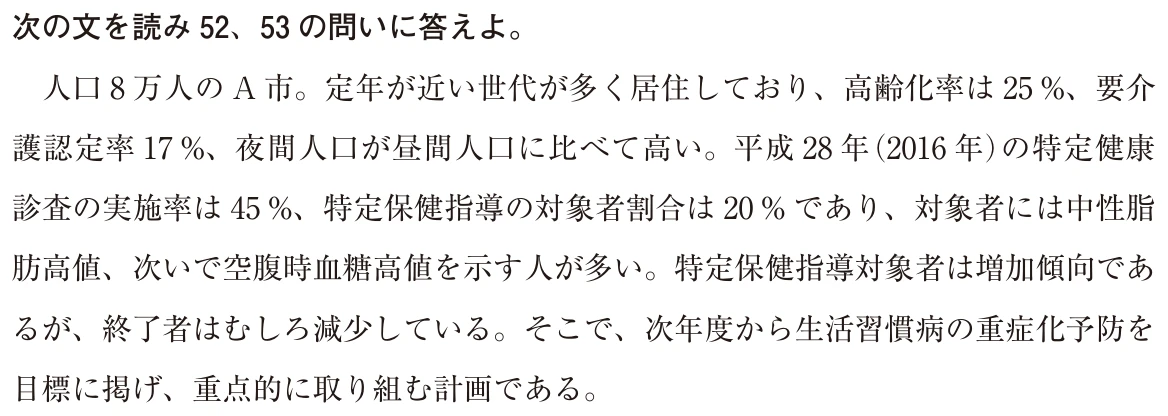 次の文を読み 52、53 の問いに答えよ。
人口 8 万人の A 市。定年が近い世代が多く居住しており、高齢化率は 25 %、要介
護認定率 17 %、夜間人口が昼間人口に比べて高い。平成 28 年(2016 年)の特定健康
診査の実施率は 45 %、特定保健指導の対象者割合は 20 % であり、対象者には中性脂
肪高値、次いで空腹時血糖高値を示す人が多い。特定保健指導対象者は増加傾向であ
るが、終了者はむしろ減少している。そこで、次年度から生活習慣病の重症化予防を
目標に掲げ、重点的に取り組む計画である。